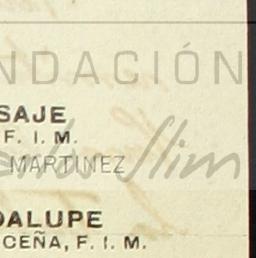 NDACIÓN
SAJE
F. I. M.
MARTINEZ
Slim
DALUPE
CEÑA, F. I. M.